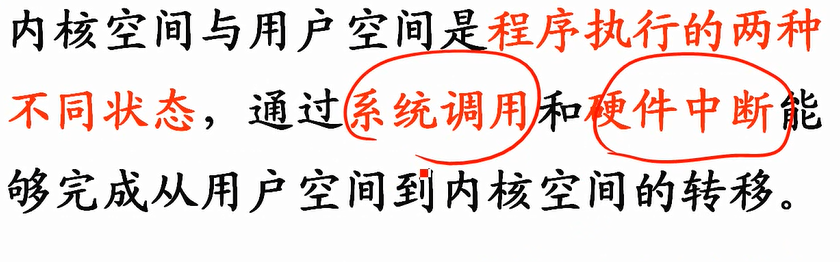 内核空间与用户空间是程序执行的两种
不同状态，通过系统调用和硬件中断能
够完成从用户空间到内核空间的转移。